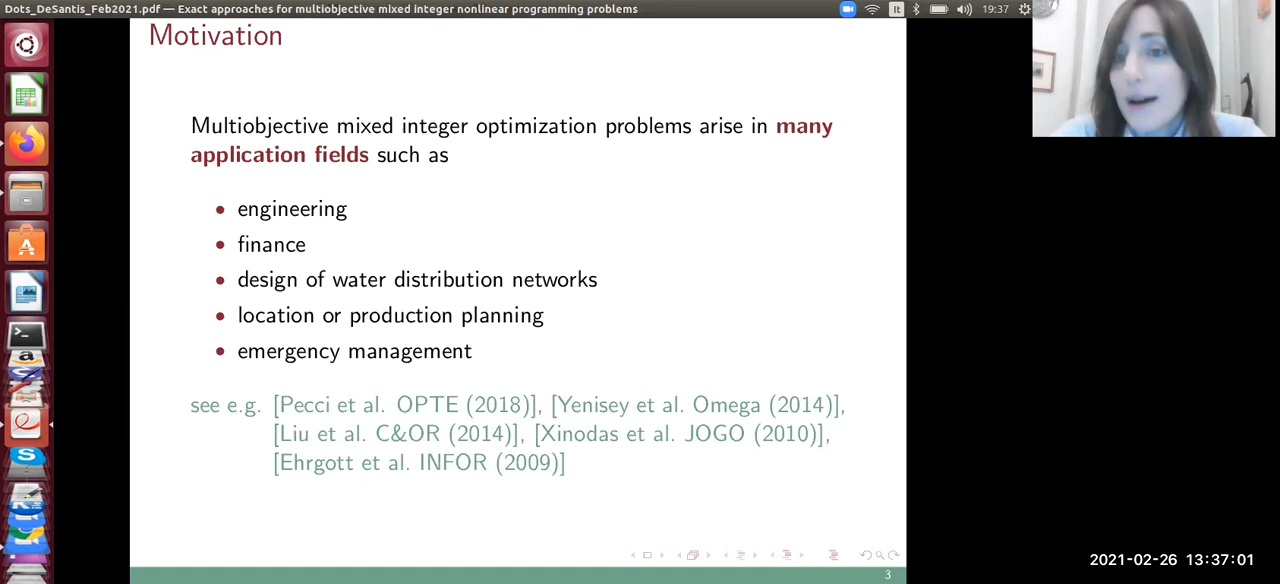 Dots_DeSantis_Feb2021.pdf — Exact approaches for multiobjective mixed integer nonlinear programming problems
It
19:37
Motivation
Multiobjective mixed integer optimization problems arise in many
application fields such as
• engineering
• finance
• design of water distribution networks
• location or production planning
• emergency management
see e.g. [Pecci et al. OPTE (2018)], [Yenisey et al. Omega (2014)],
[Liu et al. C&OR (2014)], [Xinodas et al. JOGO (2010)],
[Ehrgott et al. INFOR (2009)]
3
2021-02-26 13:37:01